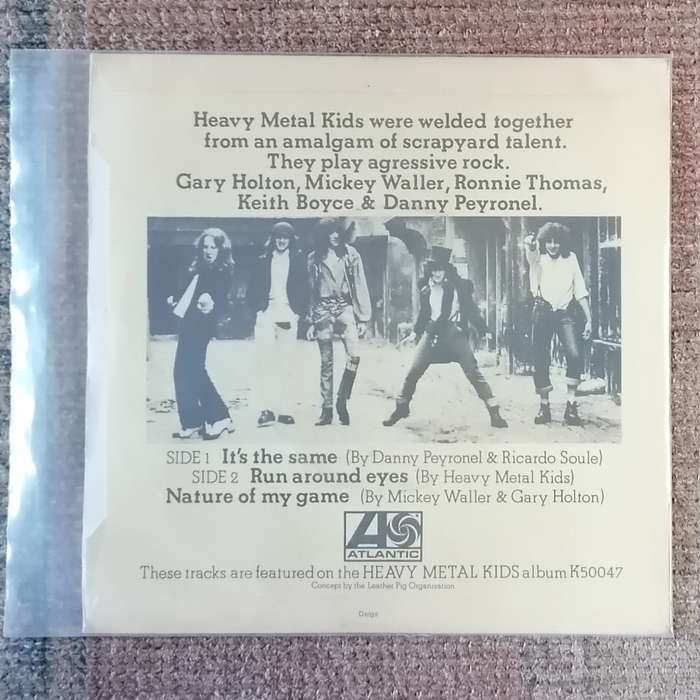 Heavy Metal Kids were welded together
from an amalgam of scrapyard talent.
They play agressive rock.
Gary Holton, Mickey Waller, Ronnie Thomas,
Keith Boyce & Danny Peyronel.
SIDE 1 It's the same (By Danny Peyronel & Ricardo Soule)
SIDE 2 Run around eyes (By Heavy Metal Kids)
Nature of my game (By Mickey Waller & Gary Holton)
ATLANTIC
These tracks are featured on the HEAVY METAL KIDS album K50047
Concept by the Leather Pig Organisation